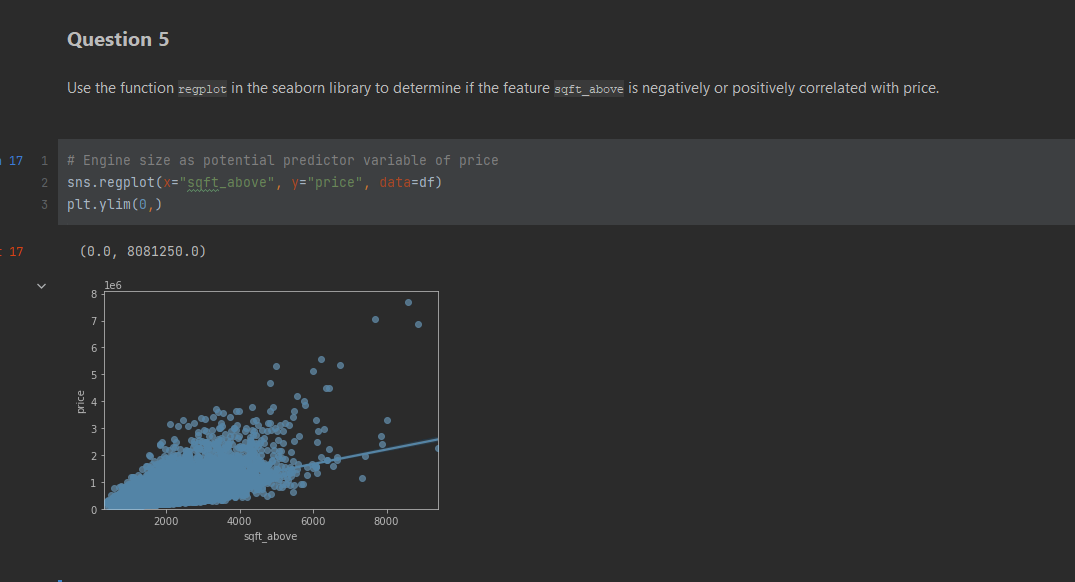 Question 5
Use the function regplot in the seaborn library to determine if the feature sqft_above is negatively or positively correlated with price.
17
1 # Engine size as potential predictor variable of price
2 sns.regplot(x="sqft_above", y="price", data=df)
3 plt.ylim(0,)
17
(0.0, 8081250.0)
1e6
8
7
6
5
4
3
2
1
0
price
2000 4000 6000 8000
sqft_above